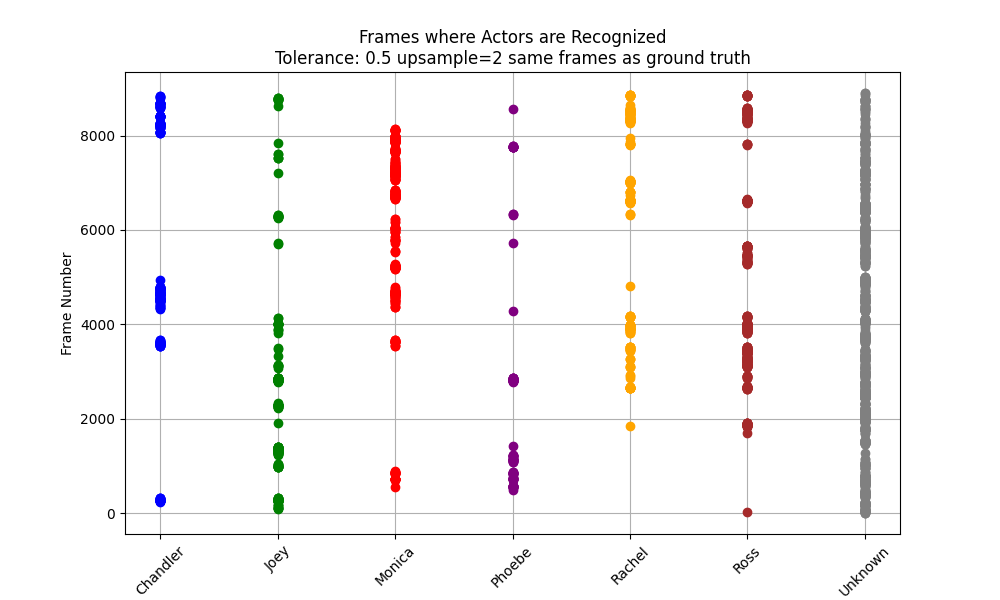 Frames where Actors are Recognized
Tolerance: 0.5 upsample=2 same frames as ground truth
Frame Number
8000
6000
4000
2000
0
Chandler
Joey
Monica
Phoebe
Rachel
Ross
Unknown